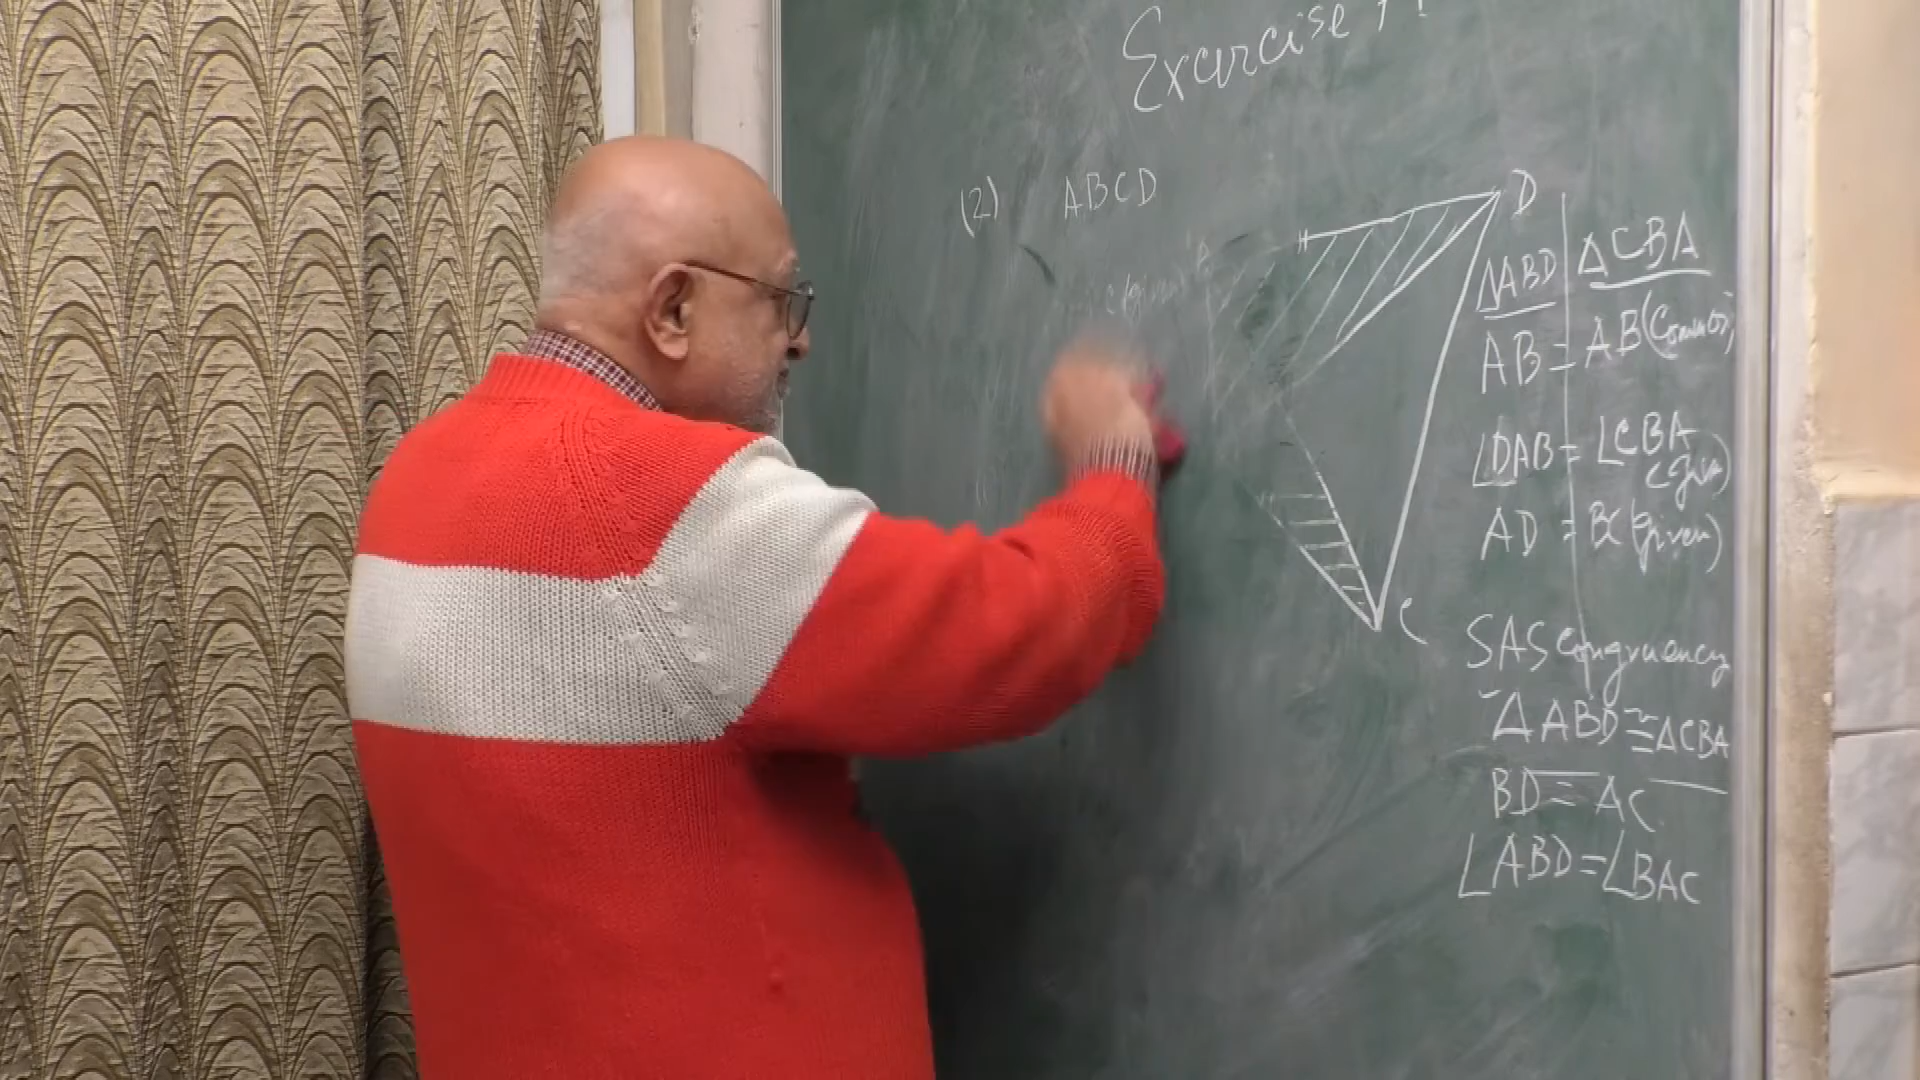 Exercise
(2) ABCD
D
C (given)
A
ΔABD | ΔCBA
AB = AB (Common)
∠DAB = ∠CBA
(given)
AD = BC (given)
C
SAS Congruency
ΔABD ≅ ΔCBA
BD = AC
∠ABD = ∠BAC